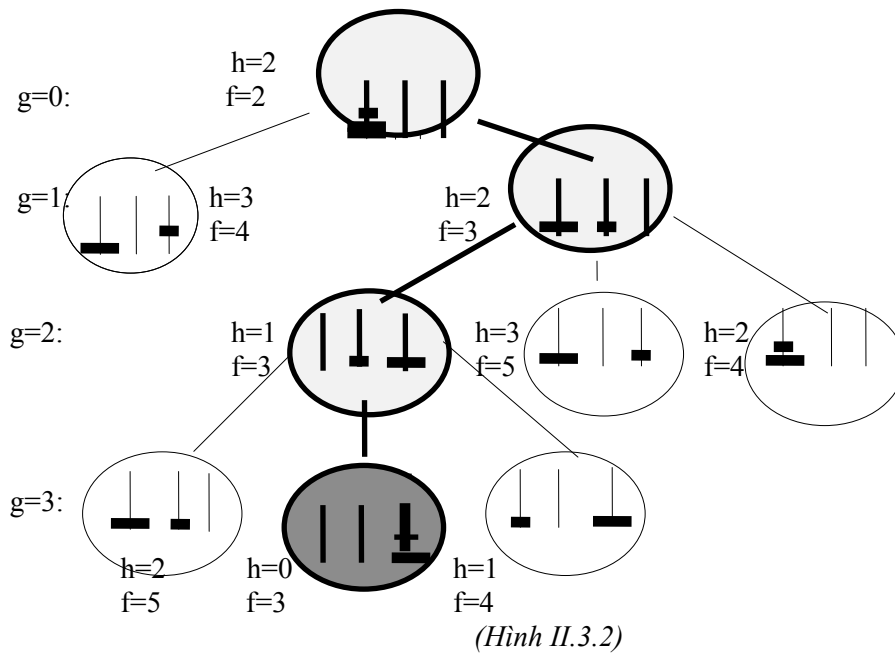 h=2
g=0: f=2
g=1: h=3 h=2
f=4 f=3
g=2: h=1 h=3 h=2
f=3 f=5 f=4
g=3:
h=2 h=0 h=1
f=5 f=3 f=4
(Hình II.3.2)